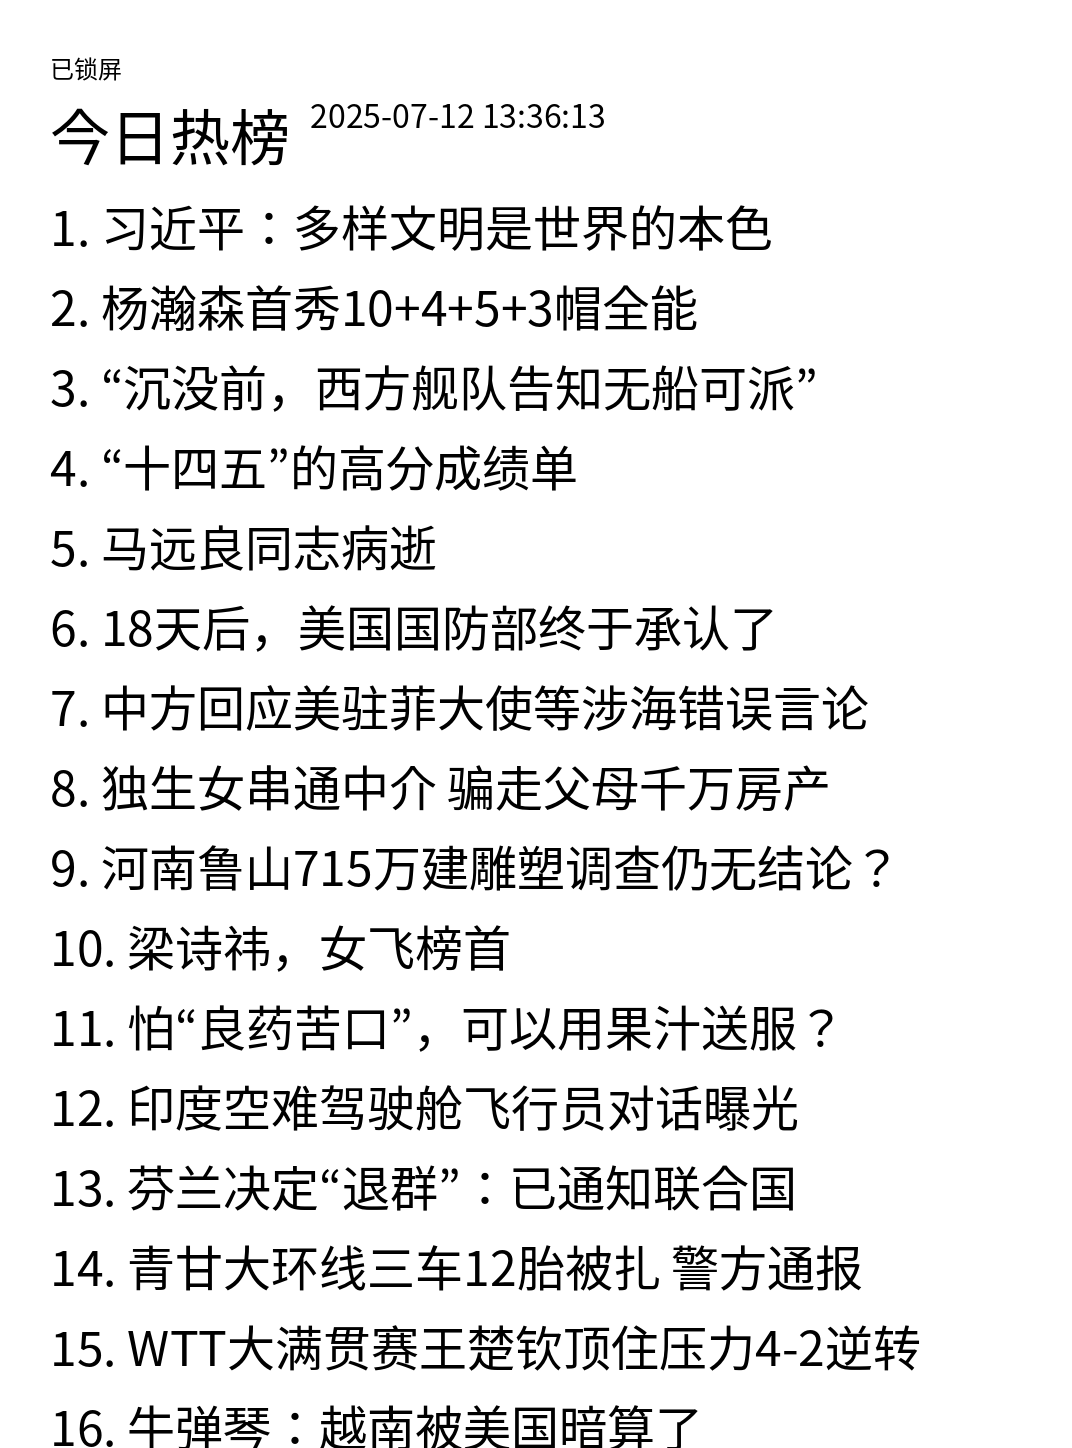 已锁屏
今日热榜 2025-07-12 13:36:13
1. 习近平：多样文明是世界的本色
2. 杨瀚森首秀10+4+5+3帽全能
3. “沉没前，西方舰队告知无船可派”
4. “十四五”的高分成绩单
5. 马远良同志病逝
6. 18天后，美国国防部终于承认了
7. 中方回应美驻菲大使等涉海错误言论
8. 独生女串通中介 骗走父母千万房产
9. 河南鲁山715万建雕塑调查仍无结论？
10. 梁诗祎，女飞榜首
11. 怕“良药苦口”，可以用果汁送服？
12. 印度空难驾驶舱飞行员对话曝光
13. 芬兰决定“退群”：已通知联合国
14. 青甘大环线三车12胎被扎 警方通报
15. WTT大满贯赛王楚钦顶住压力4-2逆转
16. 牛弹琴：越南被美国暗算了